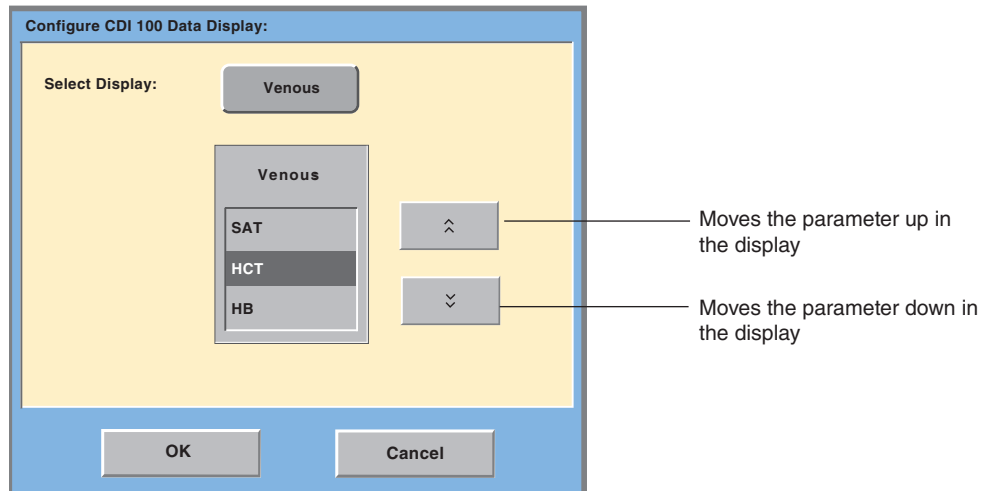 Configure CDI 100 Data Display:
Select Display:
Venous
Venous
SAT
HCT
HB
Moves the parameter up in
the display
Moves the parameter down in
the display
OK
Cancel